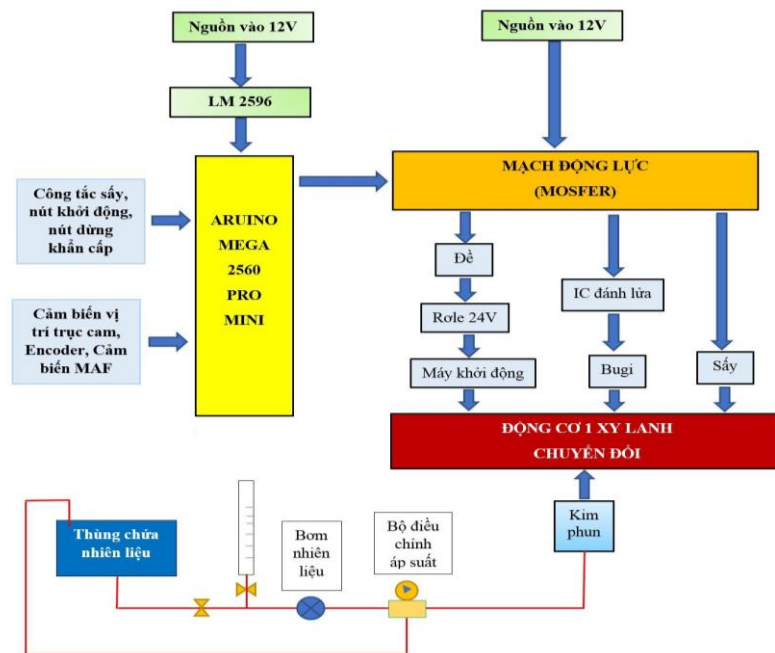 Nguồn vào 12V
Nguồn vào 12V
LM 2596
MẠCH ĐỘNG LỰC
(MOSFER)
Công tắc sấy,
nút khởi động,
nút dừng
khẩn cấp
ARUINO
MEGA
2560
PRO
MINI
Cảm biến vị
trí trục cam,
Encoder, Cảm
biến MAF
Đề
Rơle 24V
Máy khởi động
IC đánh lửa
Bugi
Sấy
ĐỘNG CƠ 1 XY LANH
CHUYỂN ĐỔI
Thùng chứa
nhiên liệu
Bơm
nhiên
liệu
Bộ điều
chỉnh
áp suất
Kim
phun